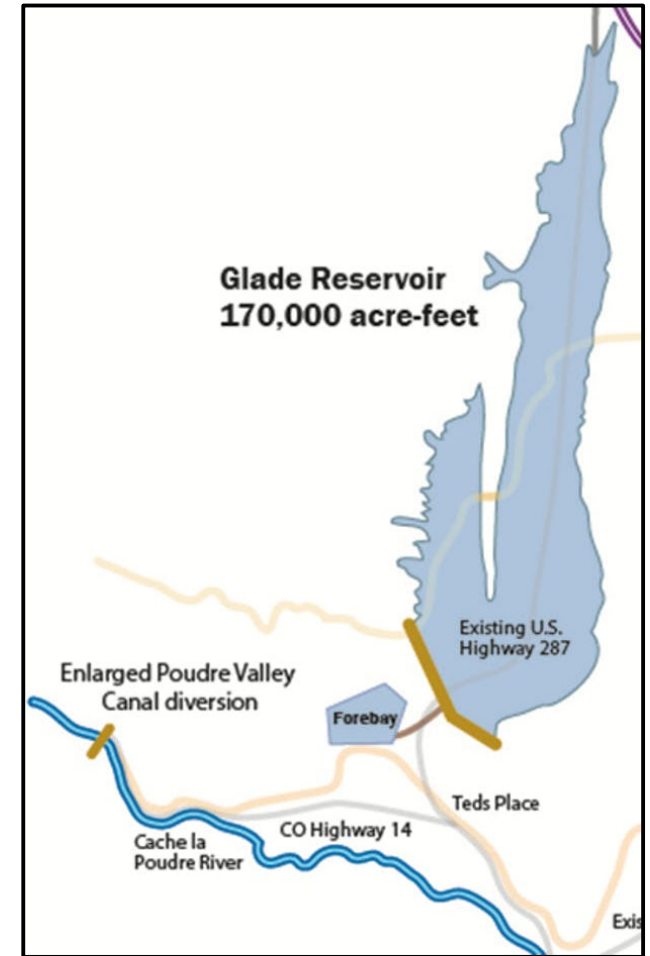 Glade Reservoir
170,000 acre-feet
Existing U.S.
Highway 287
Enlarged Poudre Valley
Canal diversion
Forebay
Teds Place
CO Highway 14
Cache la
Poudre River
Exis